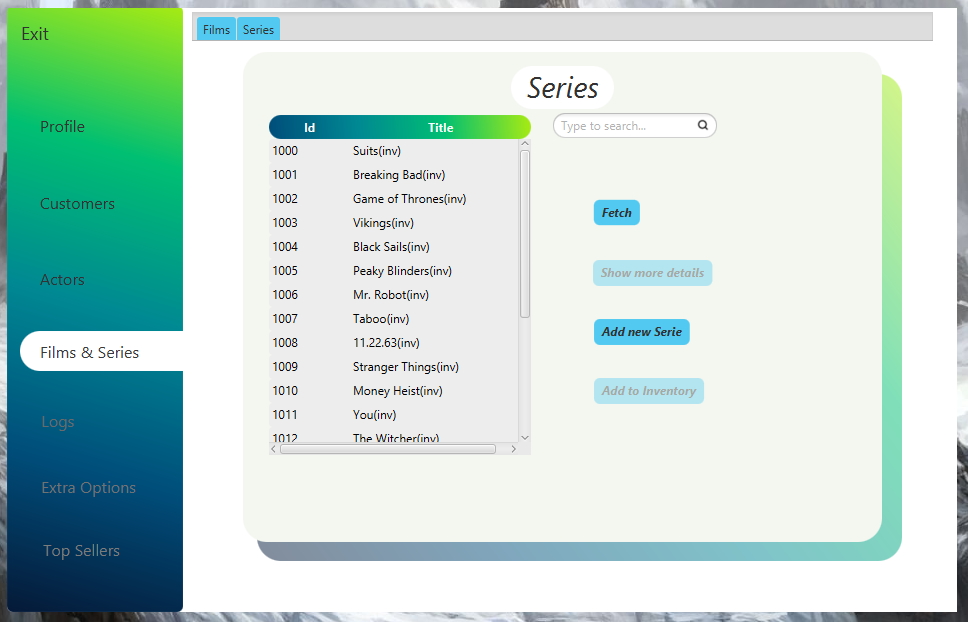 Exit
Profile
Customers
Actors
Films & Series
Logs
Extra Options
Top Sellers
Films Series
Series
Id Title
1000 Suits(inv)
1001 Breaking Bad(inv)
1002 Game of Thrones(inv)
1003 Vikings(inv)
1004 Black Sails(inv)
1005 Peaky Blinders(inv)
1006 Mr. Robot(inv)
1007 Taboo(inv)
1008 11.22.63(inv)
1009 Stranger Things(inv)
1010 Money Heist(inv)
1011 You(inv)
1012 The Witcher(inv)
Type to search...
Fetch
Show more details
Add new Serie
Add to Inventory